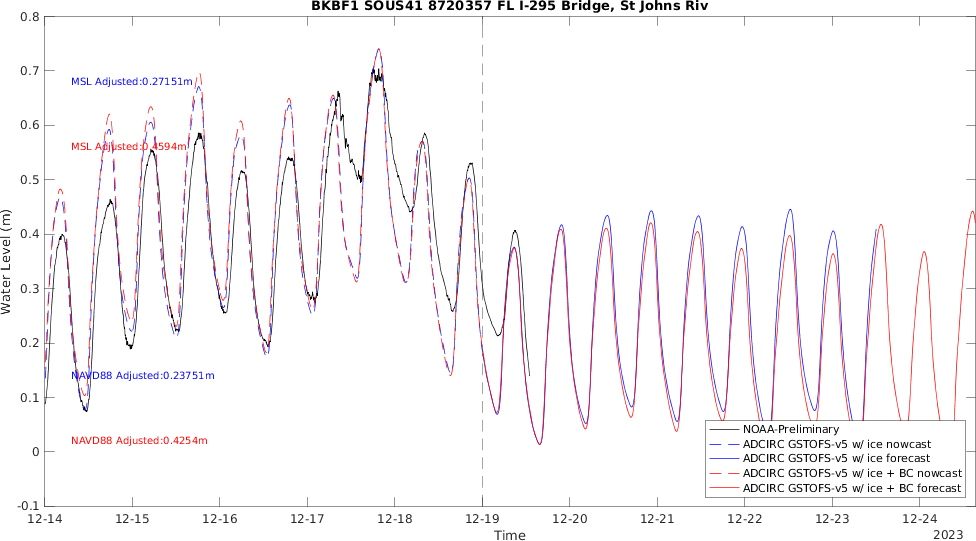 BKBF1 SOUS41 8720357 FL I-295 Bridge, St Johns Riv
0.8
0.7
0.6
0.5
0.4
0.3
0.2
0.1
0
-0.1
Water Level (m)
MSL Adjusted:0.27151m
MSL Adjusted:0.4594m
NAVD88 Adjusted:0.23751m
NAVD88 Adjusted:0.4254m
NOAA-Preliminary
ADCIRC GSTOFS-v5 w/ ice nowcast
ADCIRC GSTOFS-v5 w/ ice forecast
ADCIRC GSTOFS-v5 w/ ice + BC nowcast
ADCIRC GSTOFS-v5 w/ ice + BC forecast
12-14 12-15 12-16 12-17 12-18 12-19 12-20 12-21 12-22 12-23 12-24
Time
2023